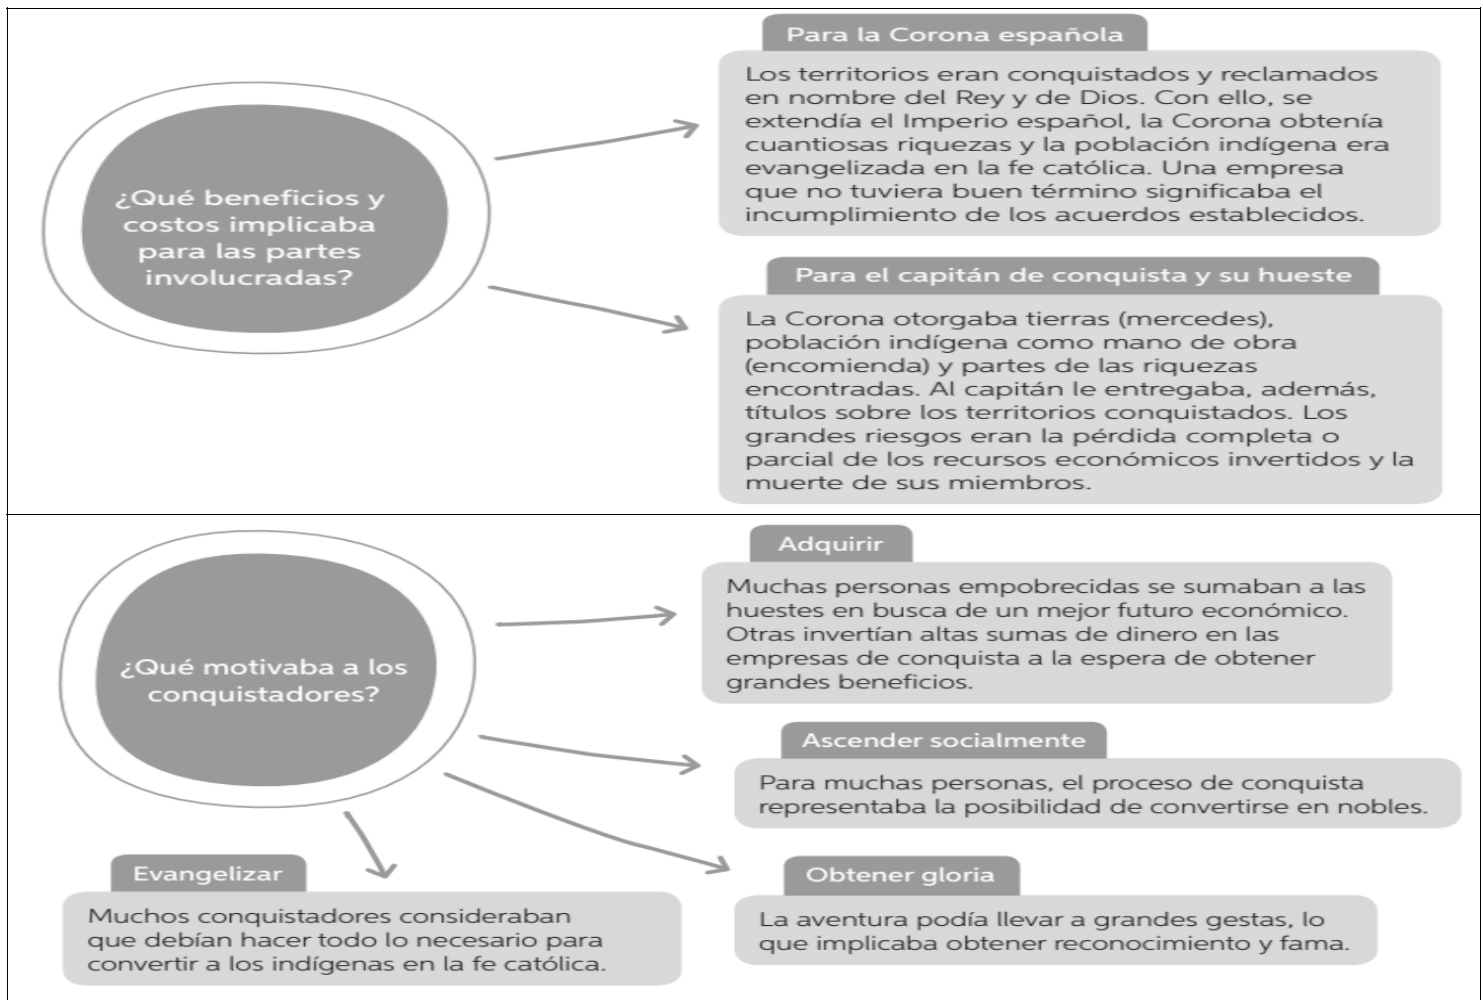 ¿Qué beneficios y
costos implicaba
para las partes
involucradas?
Para la Corona española
Los territorios eran conquistados y reclamados
en nombre del Rey y de Dios. Con ello, se
extendía el Imperio español, la Corona obtenía
cuantiosas riquezas y la población indígena era
evangelizada en la fe católica. Una empresa
que no tuviera buen término significaba el
incumplimiento de los acuerdos establecidos.
Para el capitán de conquista y su hueste
La Corona otorgaba tierras (mercedes),
población indígena como mano de obra
(encomienda) y partes de las riquezas
encontradas. Al capitán le entregaba, además,
títulos sobre los territorios conquistados. Los
grandes riesgos eran la pérdida completa o
parcial de los recursos económicos invertidos y la
muerte de sus miembros.
¿Qué motivaba a los
conquistadores?
Adquirir
Muchas personas empobrecidas se sumaban a las
huestes en busca de un mejor futuro económico.
Otras invertían altas sumas de dinero en las
empresas de conquista a la espera de obtener
grandes beneficios.
Ascender socialmente
Para muchas personas, el proceso de conquista
representaba la posibilidad de convertirse en nobles.
Obtener gloria
La aventura podía llevar a grandes gestas, lo
que implicaba obtener reconocimiento y fama.
Evangelizar
Muchos conquistadores consideraban
que debían hacer todo lo necesario para
convertir a los indígenas en la fe católica.